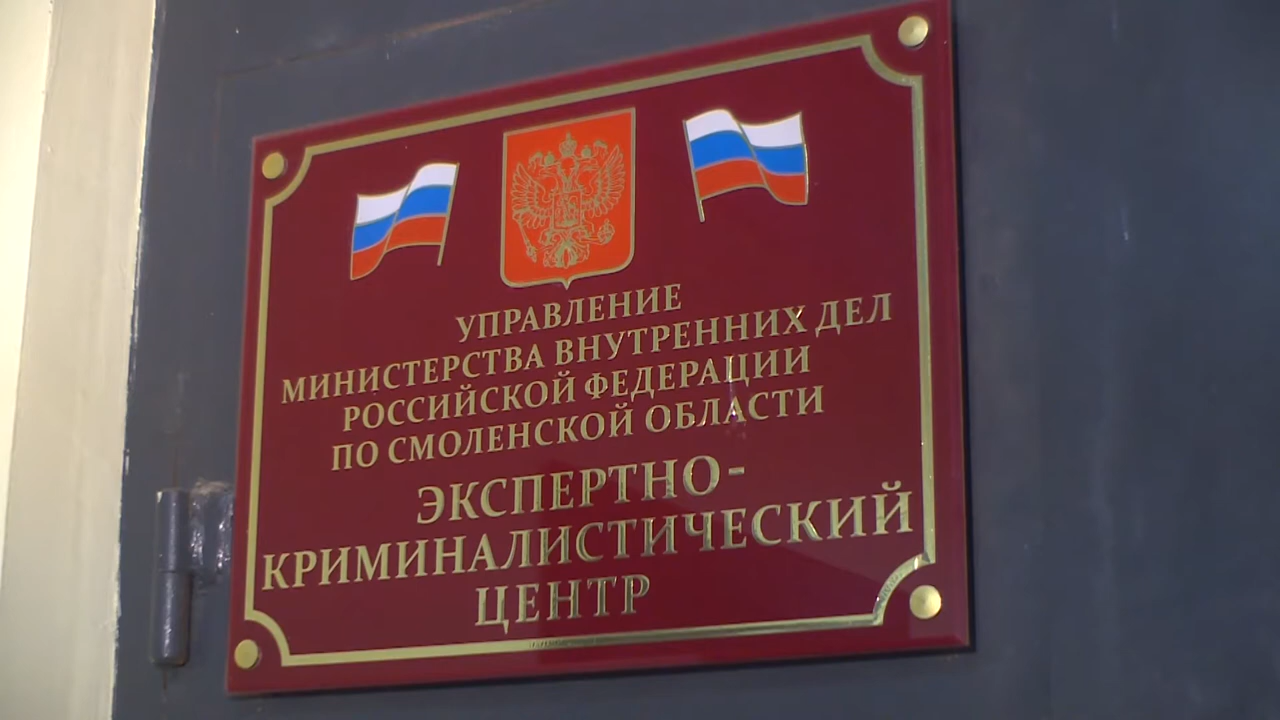 УПРАВЛЕНИЕ
МИНИСТЕРСТВА ВНУТРЕННИХ ДЕЛ
РОССИЙСКОЙ ФЕДЕРАЦИИ
ПО СМОЛЕНСКОЙ ОБЛАСТИ
ЭКСПЕРТНО-
КРИМИНАЛИСТИЧЕСКИЙ
ЦЕНТР